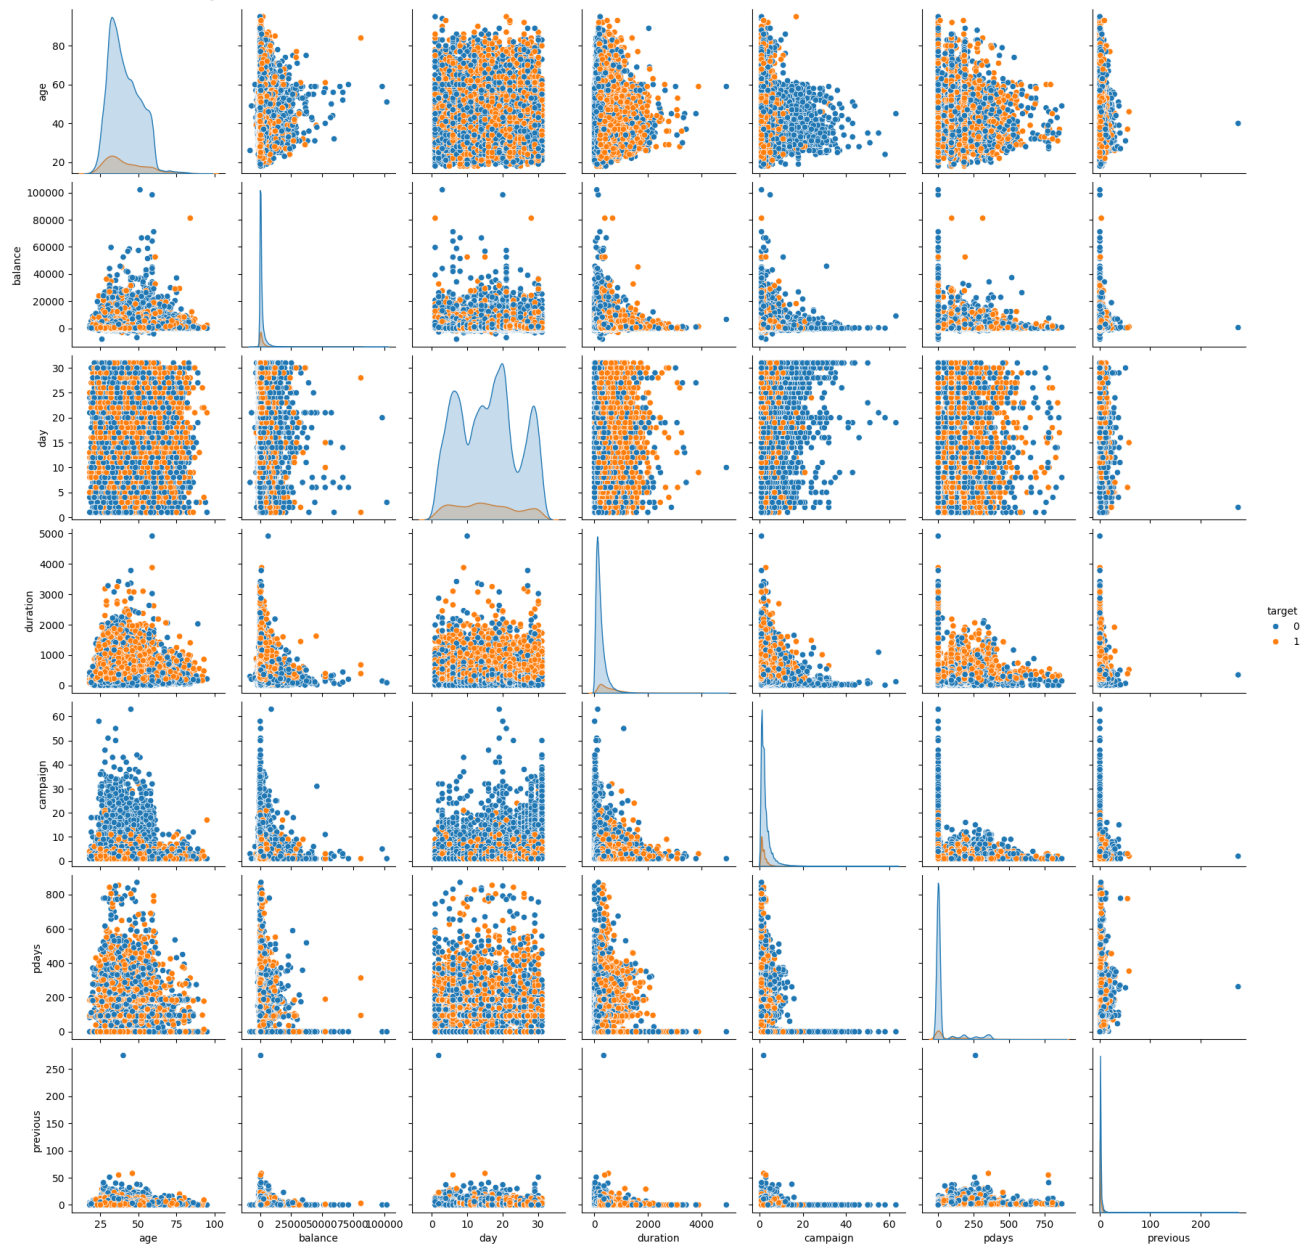 80
60
40
20
age
100000
80000
60000
40000
20000
0
balance
30
25
20
15
10
5
0
day
5000
4000
3000
2000
1000
0
duration
target
0
1
60
50
40
30
20
10
0
campaign
800
600
400
200
0
pdays
250
200
150
100
50
0
previous
25 50 75 100
0 25000 50000 75000 100000
0 10 20 30
0 2000 4000
0 20 40 60
0 250 500 750
0 100 200
age balance day duration campaign pdays previous